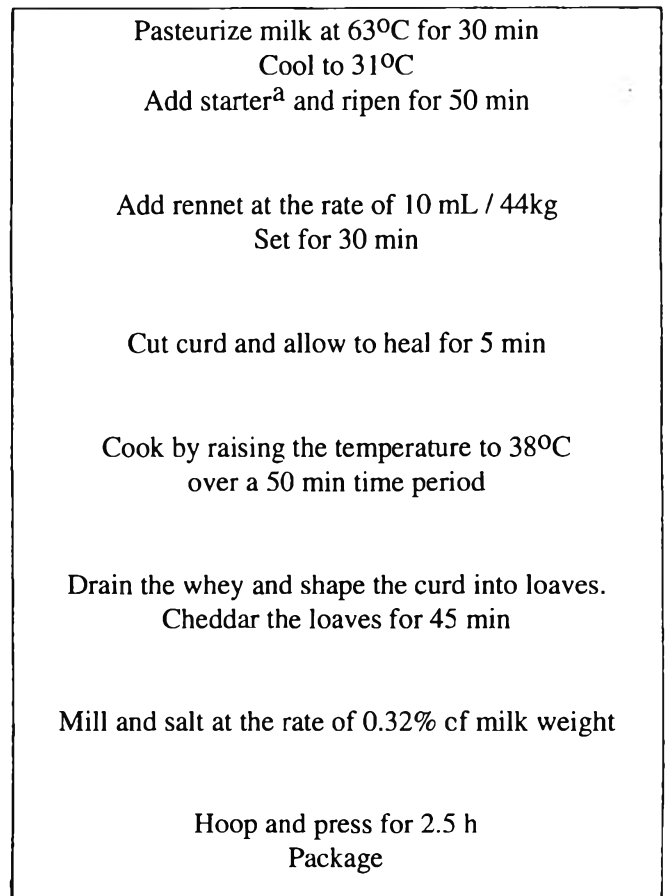 Pasteurize milk at 63ºC for 30 min
Cool to 31ºC
Add starterᵃ and ripen for 50 min
Add rennet at the rate of 10 mL / 44kg
Set for 30 min
Cut curd and allow to heal for 5 min
Cook by raising the temperature to 38ºC
over a 50 min time period
Drain the whey and shape the curd into loaves.
Cheddar the loaves for 45 min
Mill and salt at the rate of 0.32% cf milk weight
Hoop and press for 2.5 h
Package